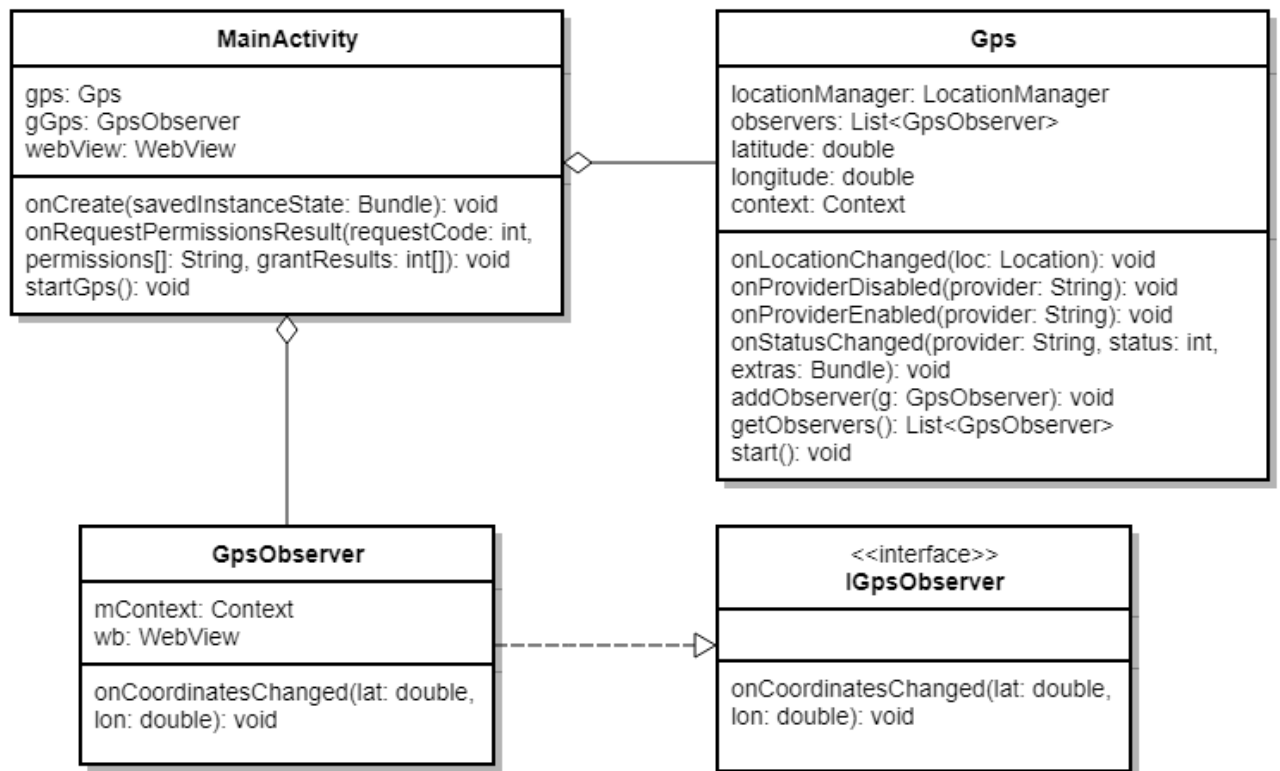 MainActivity
gps: Gps
gGps: GpsObserver
webView: WebView
onCreate(savedInstanceState: Bundle): void
onRequestPermissionsResult(requestCode: int,
permissions[]: String, grantResults: int[]): void
startGps(): void
Gps
locationManager: LocationManager
observers: List<GpsObserver>
latitude: double
longitude: double
context: Context
onLocationChanged(loc: Location): void
onProviderDisabled(provider: String): void
onProviderEnabled(provider: String): void
onStatusChanged(provider: String, status: int,
extras: Bundle): void
addObserver(g: GpsObserver): void
getObservers(): List<GpsObserver>
start(): void
GpsObserver
mContext: Context
wb: WebView
onCoordinatesChanged(lat: double,
lon: double): void
<<interface>>
IGpsObserver
onCoordinatesChanged(lat: double,
lon: double): void